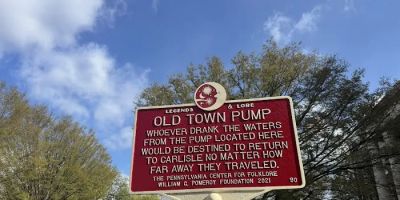 LEGENDS & LORE
OLD TOWN PUMP
WHOEVER DRANK THE WATERS
FROM THE PUMP LOCATED HERE
WOULD BE DESTINED TO RETURN
TO CARLISLE NO MATTER HOW
FAR AWAY THEY TRAVELED.
THE PENNSYLVANIA CENTER FOR FOLKLORE
WILLIAM G. POMEROY FOUNDATION 2021
90